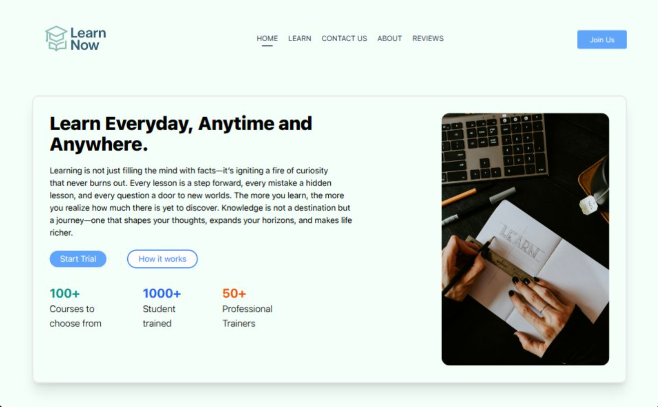 Learn
Now
HOME
LEARN
CONTACT US
ABOUT
REVIEWS
Join Us
Learn Everyday, Anytime and
Anywhere.
Learning is not just filling the mind with facts—it's igniting a fire of curiosity
that never burns out. Every lesson is a step forward, every mistake a hidden
lesson, and every question a door to new worlds. The more you learn, the more
you realize how much there is yet to discover. Knowledge is not a destination but
a journey—one that shapes your thoughts, expands your horizons, and makes life
richer.
Start Trial
How it works
100+
Courses to
choose from
1000+
Student
trained
50+
Professional
Trainers
LEARN